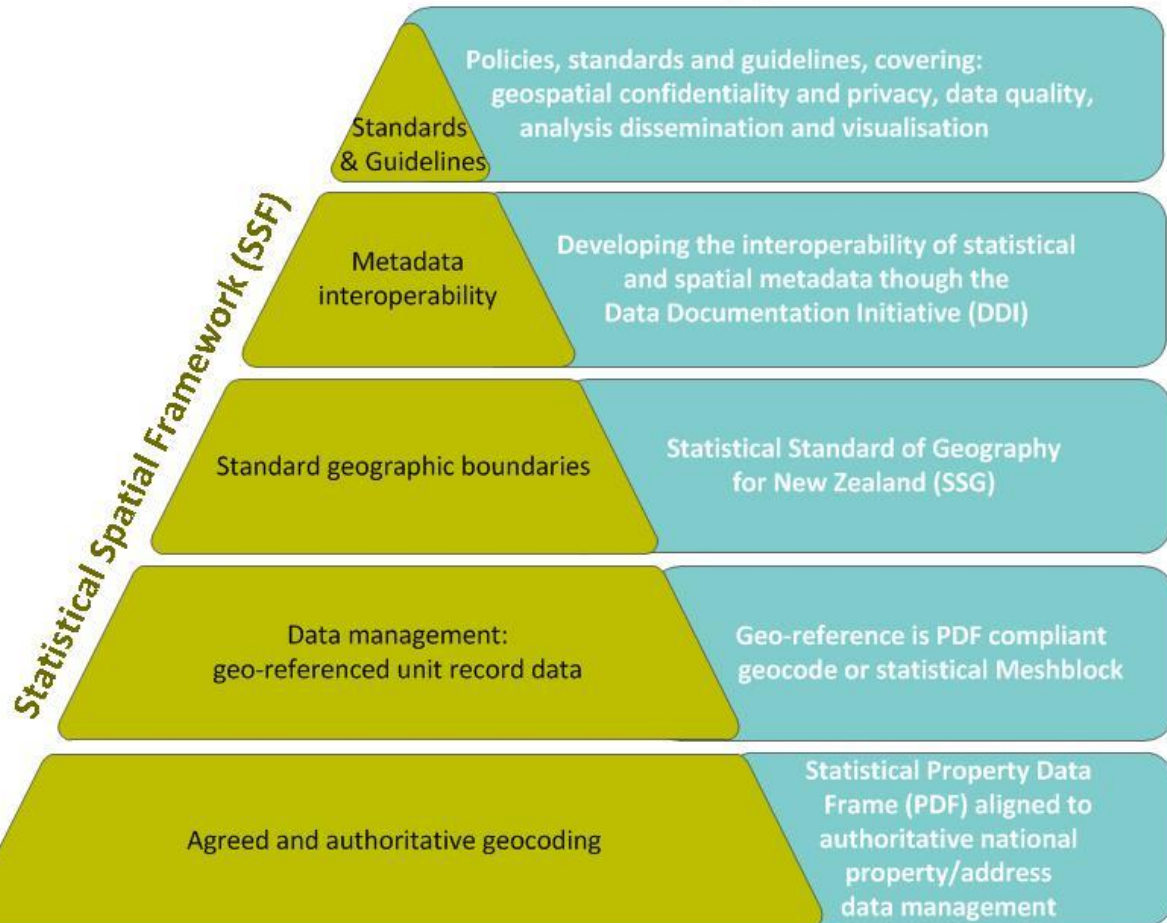 Statistical Spatial Framework (SSF)
Standards
& Guidelines
Policies, standards and guidelines, covering:
geospatial confidentiality and privacy, data quality,
analysis dissemination and visualisation
Metadata
interoperability
Developing the interoperability of statistical
and spatial metadata though the
Data Documentation Initiative (DDI)
Standard geographic boundaries
Statistical Standard of Geography
for New Zealand (SSG)
Data management:
geo-referenced unit record data
Geo-reference is PDF compliant
geocode or statistical Meshblock
Agreed and authoritative geocoding
Statistical Property Data
Frame (PDF) aligned to
authoritative national
property/address
data management